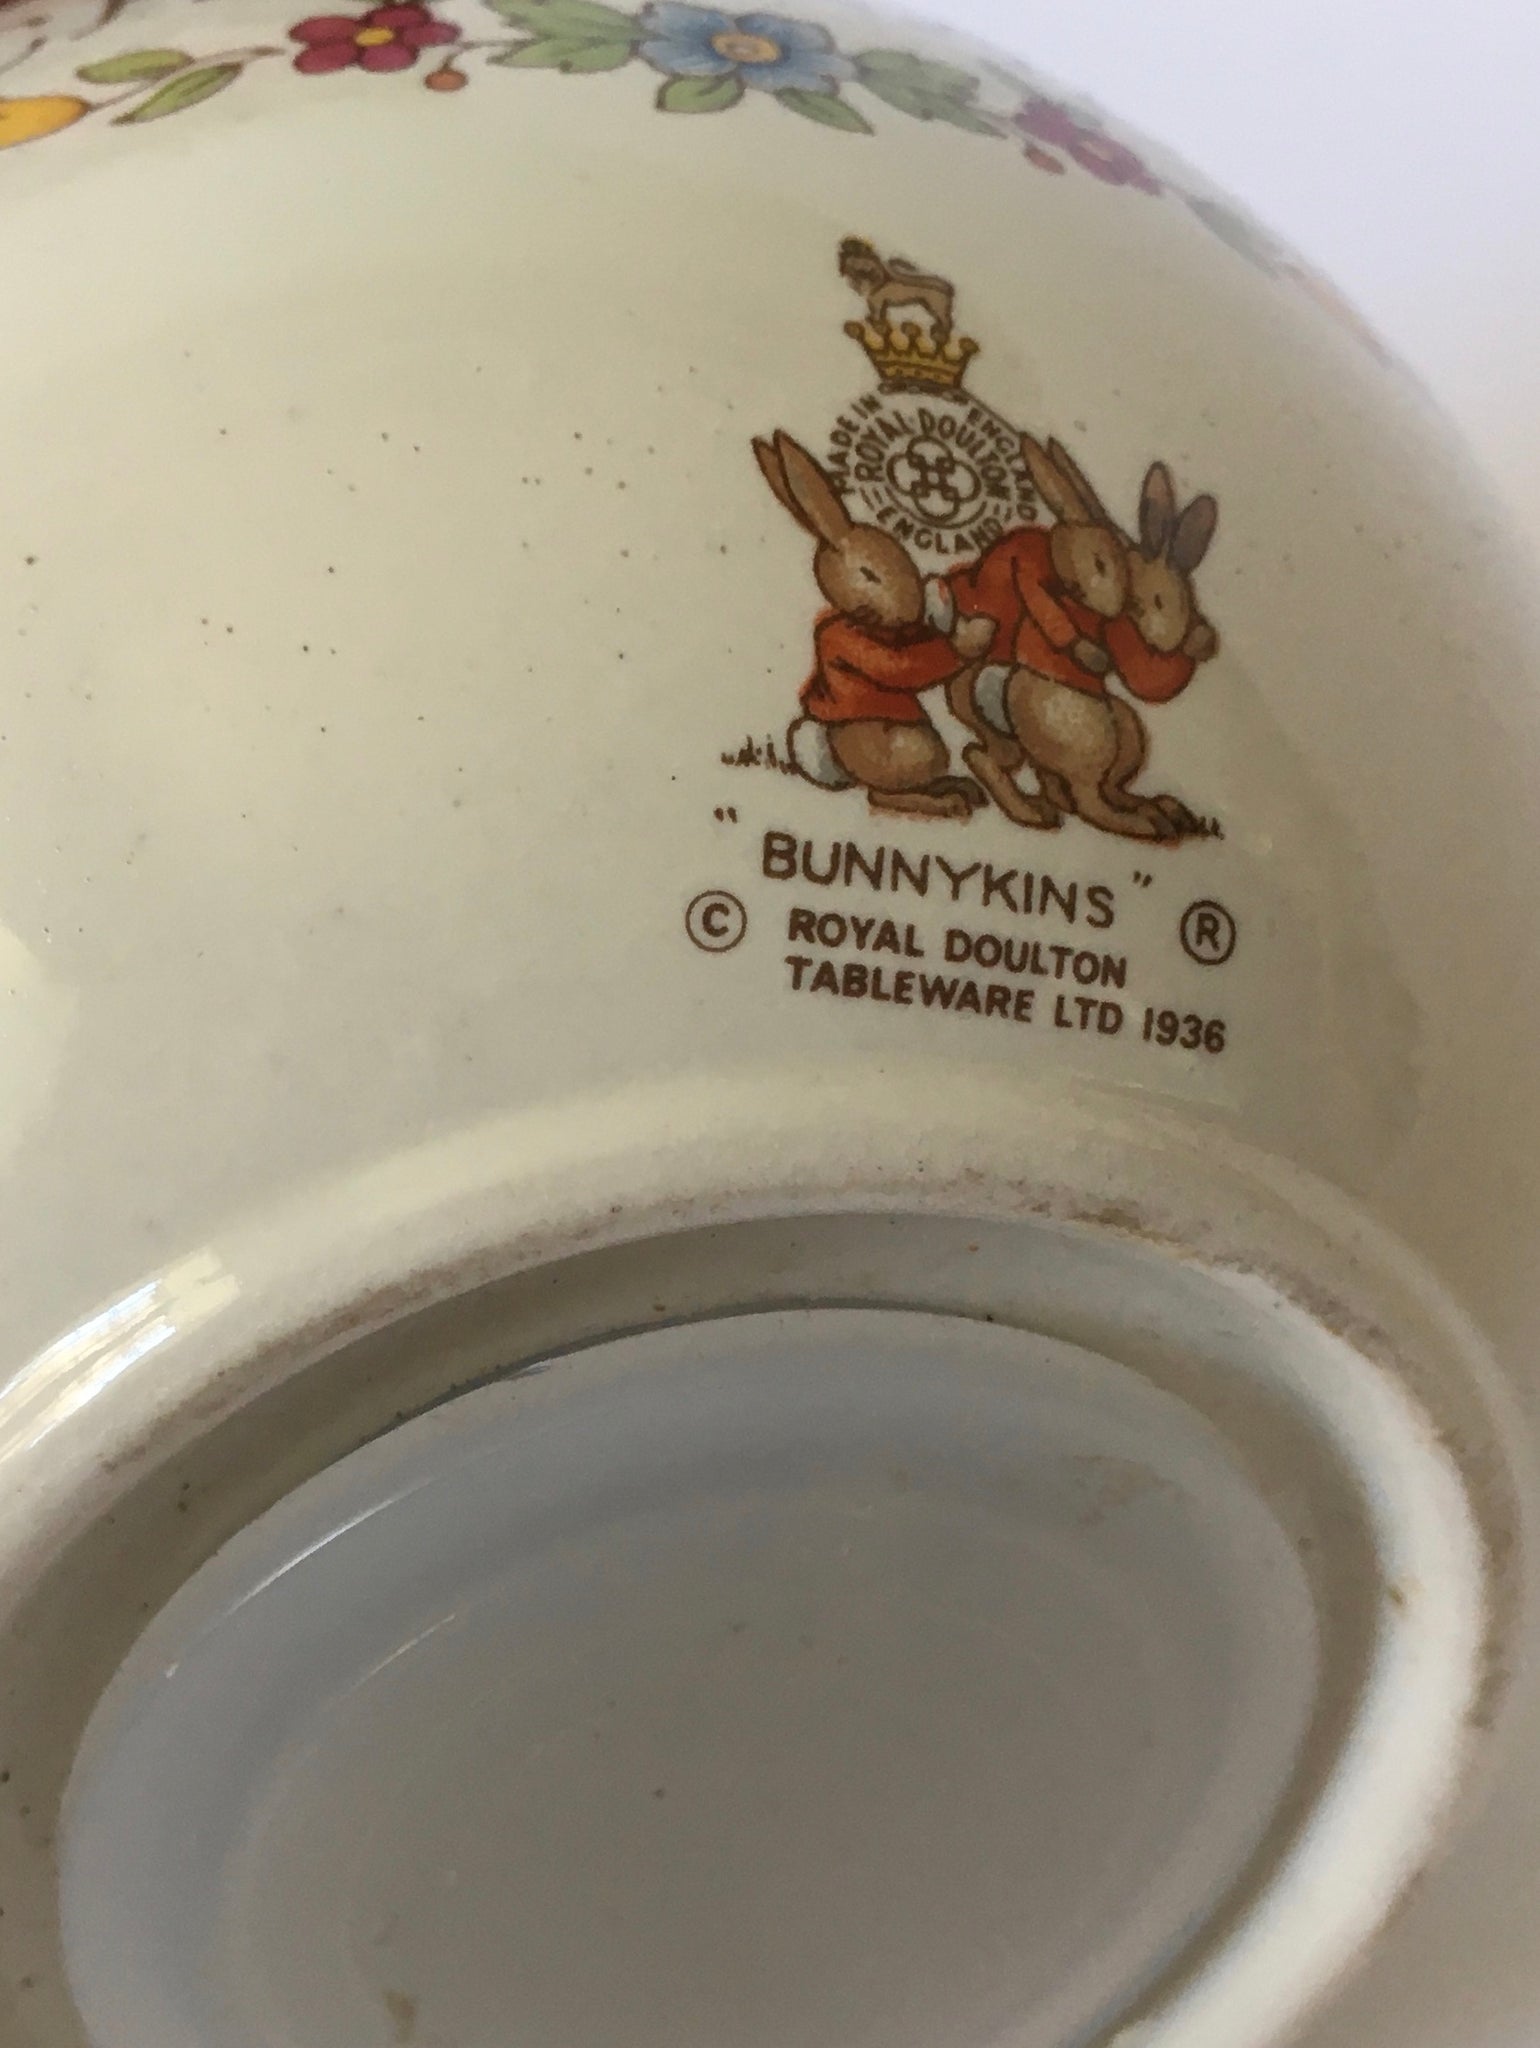 MADE IN ENGLAND
ROYAL DOULTON
ENGLAND
" BUNNYKINS " ®
© ROYAL DOULTON
TABLEWARE LTD 1936